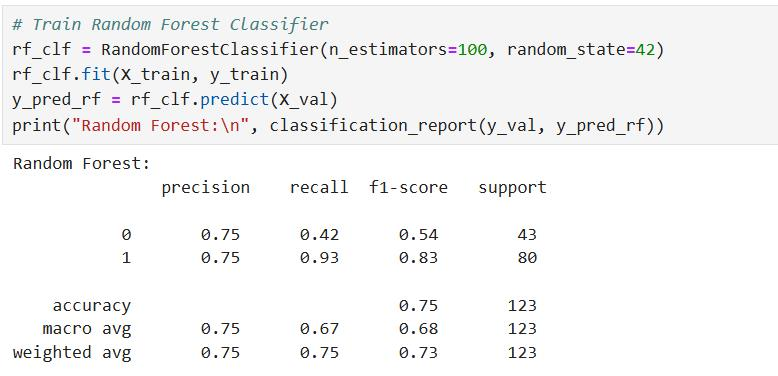 # Train Random Forest Classifier
rf_clf = RandomForestClassifier(n_estimators=100, random_state=42)
rf_clf.fit(X_train, y_train)
y_pred_rf = rf_clf.predict(X_val)
print("Random Forest:\n", classification_report(y_val, y_pred_rf))
Random Forest:
precision recall f1-score support
0 0.75 0.42 0.54 43
1 0.75 0.93 0.83 80
accuracy 0.75 123
macro avg 0.75 0.67 0.68 123
weighted avg 0.75 0.75 0.73 123